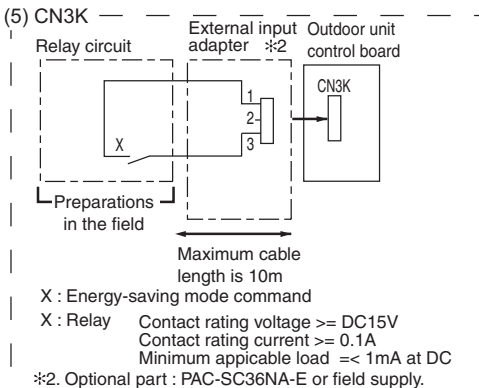 (5) CN3K
Relay circuit
External input
adapter ※2
Outdoor unit
control board
CN3K
1
2
3
X
Preparations
in the field
Maximum cable
length is 10m
X : Energy-saving mode command
X : Relay Contact rating voltage >= DC15V
Contact rating current >= 0.1A
Minimum appicable load =< 1mA at DC
※2. Optional part : PAC-SC36NA-E or field supply.